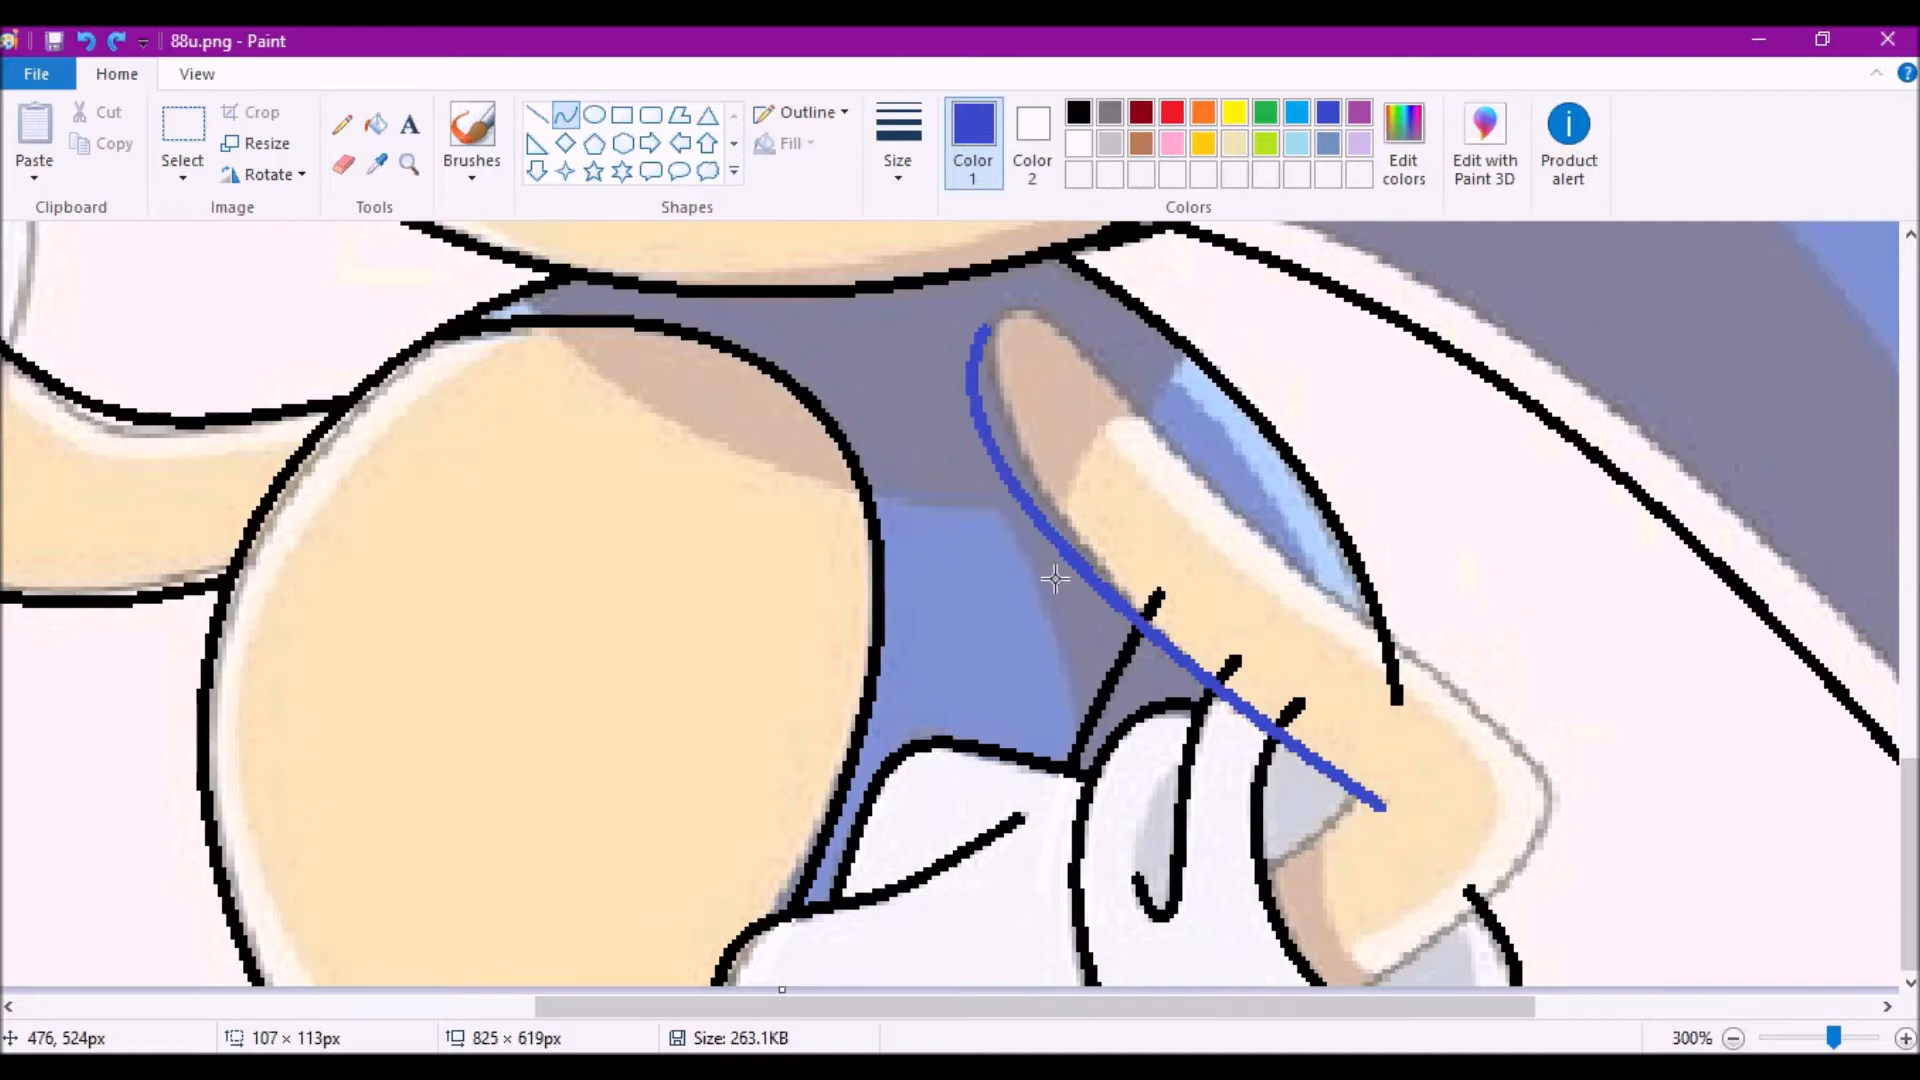 88u.png - Paint
File Home View
Paste
Cut
Copy
Clipboard
Select
Crop
Resize
Rotate
Image
A
Tools
Brushes
Shapes
Outline
Fill
Size
Color 1
Color 2
Edit colors
Colors
Edit with Paint 3D
Product alert
476, 524px
107 × 113px
825 × 619px
Size: 263.1KB
300%